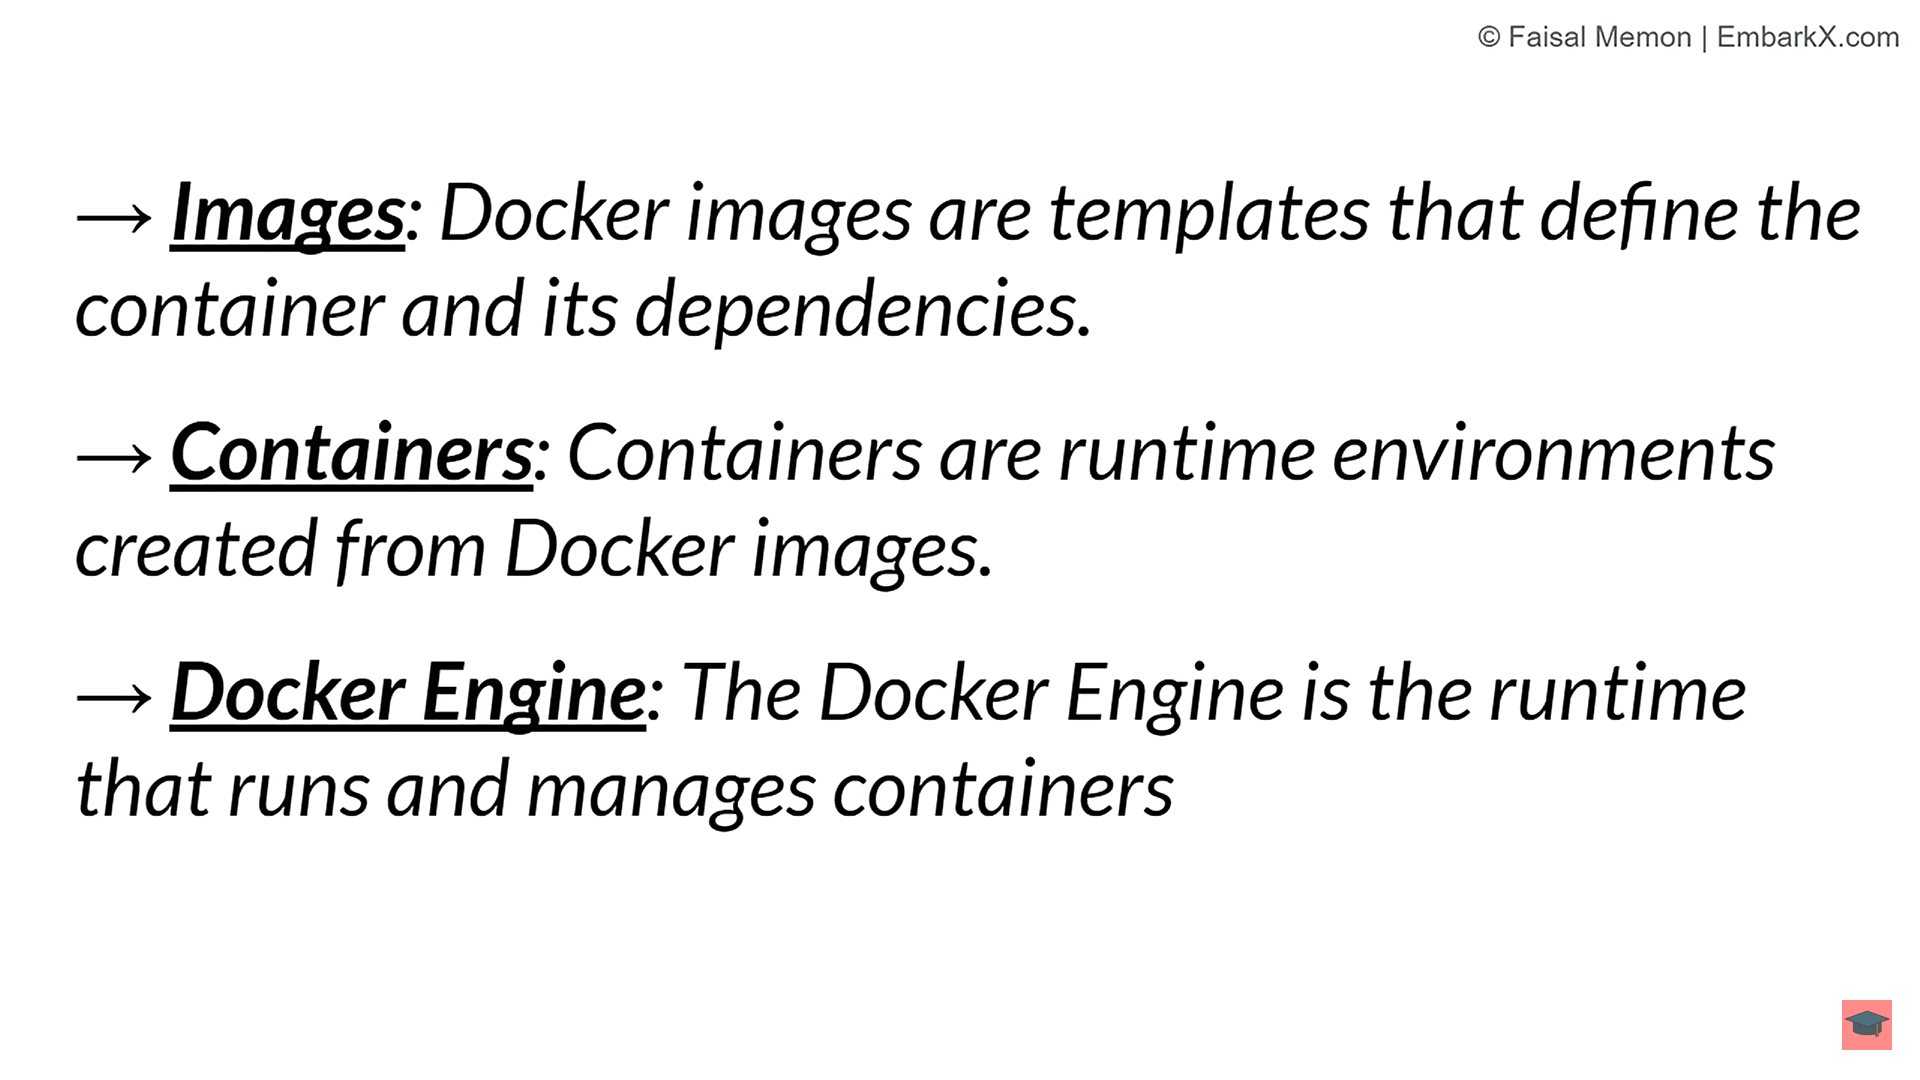 © Faisal Memon | EmbarkX.com
→ Images: Docker images are templates that define the
container and its dependencies.
→ Containers: Containers are runtime environments
created from Docker images.
→ Docker Engine: The Docker Engine is the runtime
that runs and manages containers